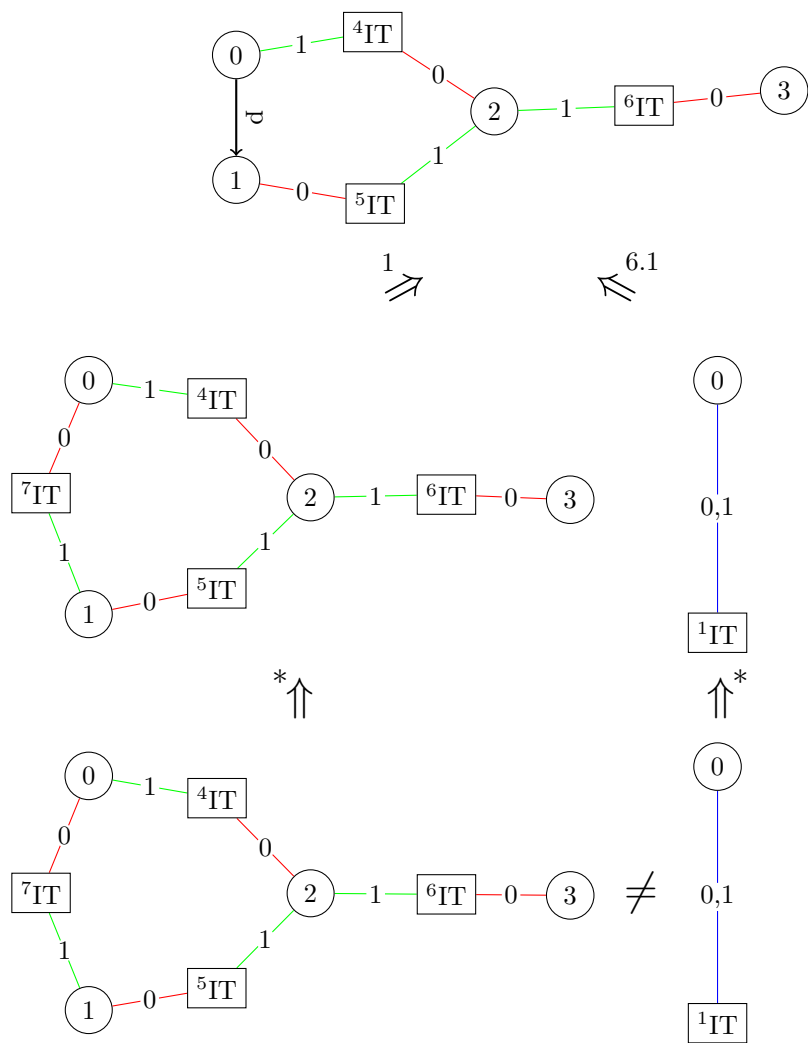 0 1 ⁴IT
0
d 2 1 ⁶IT 0 3
1
1 0 ⁵IT
1 6.1
⇒ ⇐
0 1 ⁴IT 0
0 0
⁷IT 2 1 ⁶IT 0 3 0,1
1 1
1 0 ⁵IT ¹IT
* ⇑ ⇑ *
0 1 ⁴IT 0
0 0
⁷IT 2 1 ⁶IT 0 3 ≠ 0,1
1 1
1 0 ⁵IT ¹IT